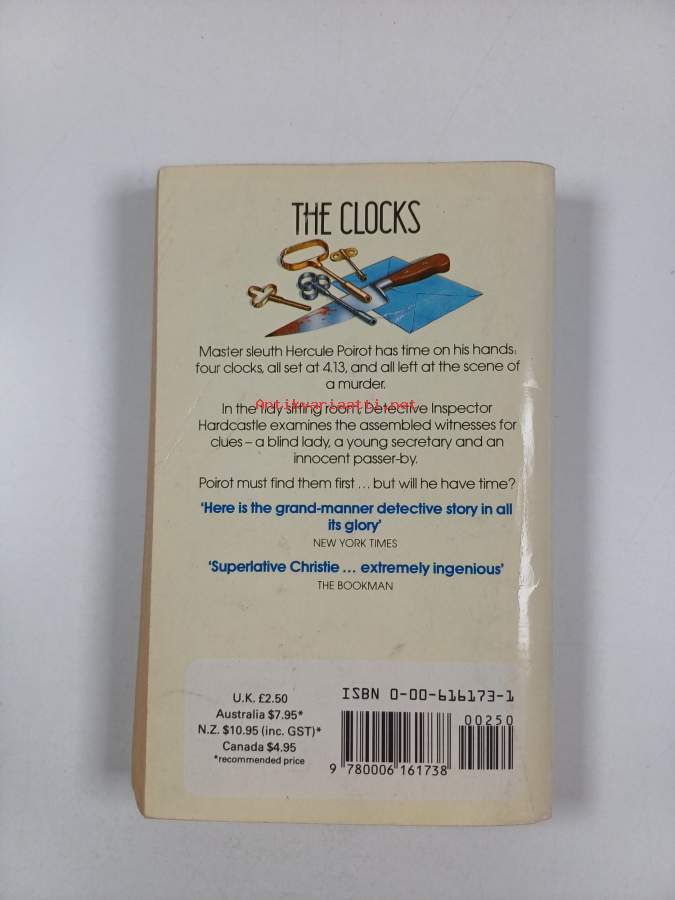 THE CLOCKS
Master sleuth Hercule Poirot has time on his hands:
four clocks, all set at 4.13, and all left at the scene of
a murder.
Antikvariaatti.net
In the tidy sitting room, Detective Inspector
Hardcastle examines the assembled witnesses for
clues – a blind lady, a young secretary and an
innocent passer-by.
Poirot must find them first ... but will he have time?
‘Here is the grand-manner detective story in all
its glory’
NEW YORK TIMES
‘Superlative Christie ... extremely ingenious’
THE BOOKMAN
U.K. £2.50
Australia $7.95*
N.Z. $10.95 (inc. GST)*
Canada $4.95
*recommended price
ISBN 0-00-616173-1
00250
9 780006 161738